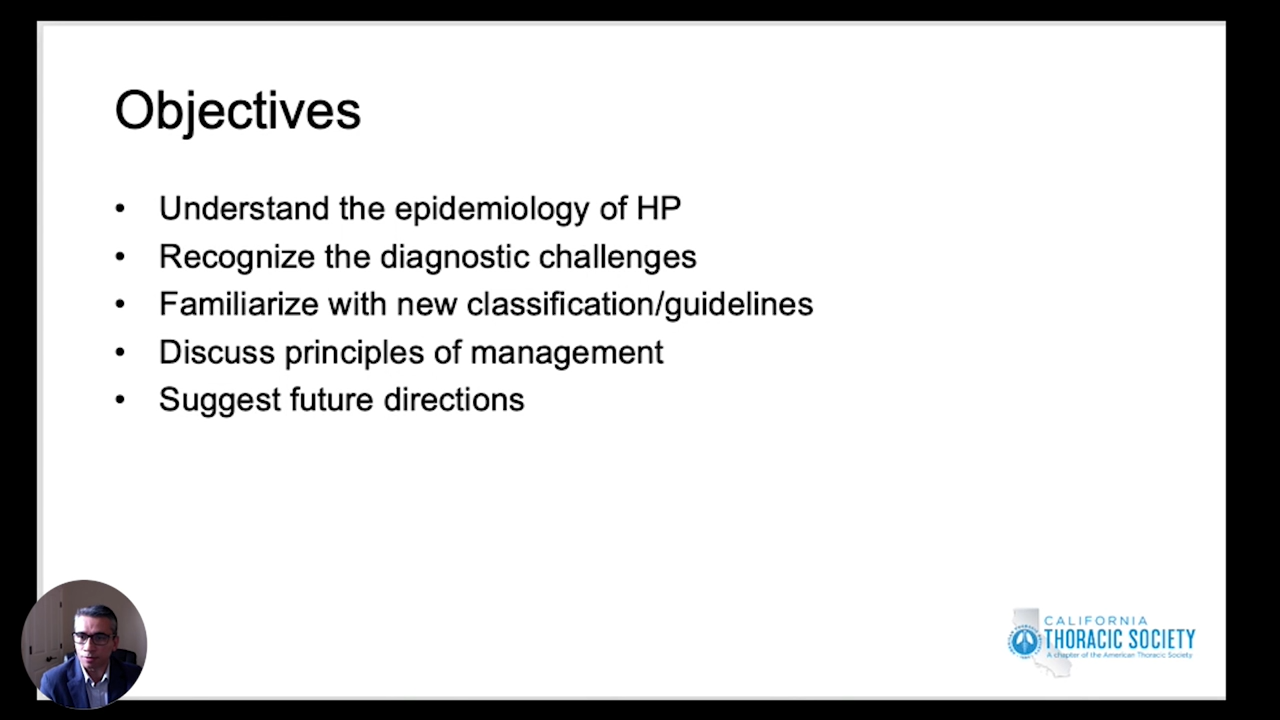 Objectives
• Understand the epidemiology of HP
• Recognize the diagnostic challenges
• Familiarize with new classification/guidelines
• Discuss principles of management
• Suggest future directions
CALIFORNIA
THORACIC SOCIETY
A chapter of the American Thoracic Society